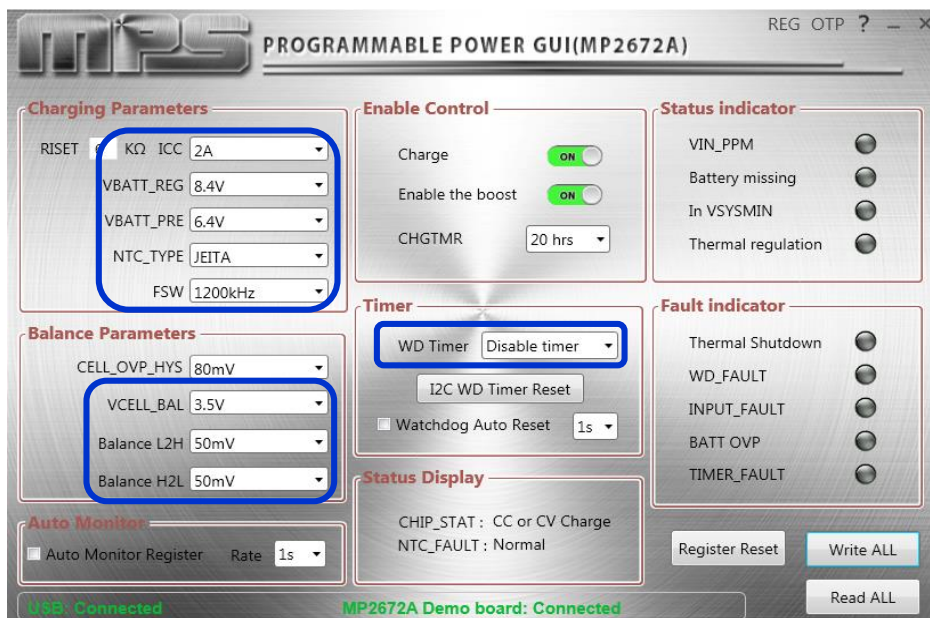 REG OTP ? – ×
MPS PROGRAMMABLE POWER GUI(MP2672A)
Charging Parameters
RISET KΩ ICC 2A
VBATT_REG 8.4V
VBATT_PRE 6.4V
NTC_TYPE JEITA
FSW 1200kHz
Balance Parameters
CELL_OVP_HYS 80mV
VCELL_BAL 3.5V
Balance L2H 50mV
Balance H2L 50mV
Auto Monitor
Auto Monitor Register Rate 1s
Enable Control
Charge ON
Enable the boost ON
CHGTMR 20 hrs
Timer
WD Timer Disable timer
I2C WD Timer Reset
Watchdog Auto Reset 1s
Status Display
CHIP_STAT : CC or CV Charge
NTC_FAULT : Normal
Status indicator
VIN_PPM
Battery missing
In VSYSMIN
Thermal regulation
Fault indicator
Thermal Shutdown
WD_FAULT
INPUT_FAULT
BATT OVP
TIMER_FAULT
Register Reset Write ALL
Read ALL
USB: Connected MP2672A Demo board: Connected